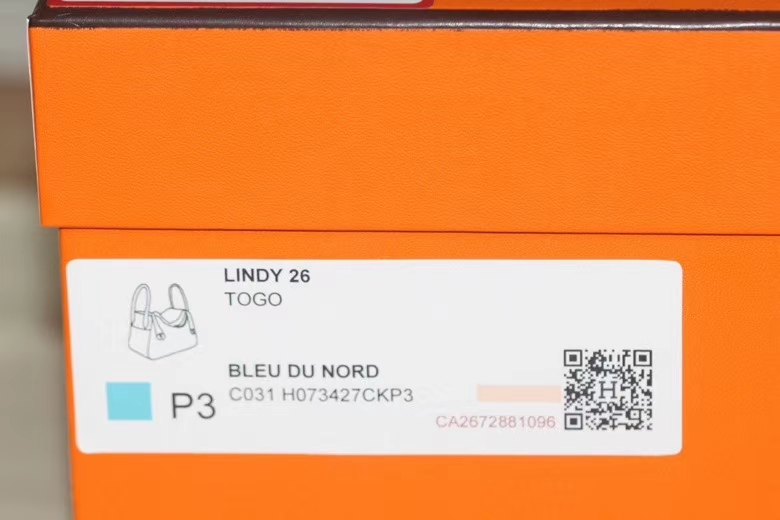 LINDY 26
TOGO
BLEU DU NORD
P3
C031 H073427CKP3
CA2672881096
H